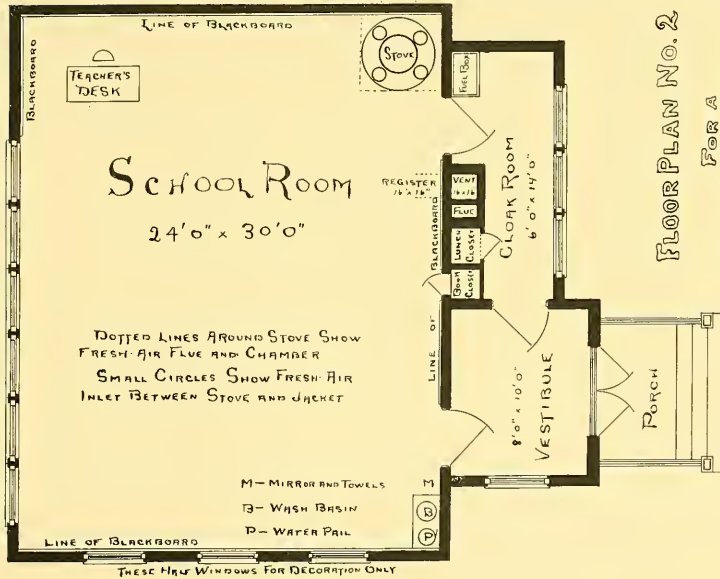 LINE OF BLACKBOARD
BLACKBOARD
TEACHER'S
DESK
STOVE
FUEL BOX
SCHOOL ROOM
24'0" x 30'0"
REGISTER
16" x 16"
VENT
16x16
FLUE
LUNCH
CLOSET
BOOK
CLOSET
CLOAK ROOM
6'0" x 14'0"
LINE OF BLACKBOARD
DOTTED LINES AROUND STOVE SHOW
FRESH-AIR FLUE AND CHAMBER
SMALL CIRCLES SHOW FRESH-AIR
INLET BETWEEN STOVE AND JACKET
8'0" x 10'0"
VESTIBULE
PORCH
M—MIRROR AND TOWELS
M
B—WASH BASIN
B
P—WATER PAIL
P
LINE OF BLACKBOARD
THESE HALF WINDOWS FOR DECORATION ONLY
FLOOR PLAN NO. 2
FOR A